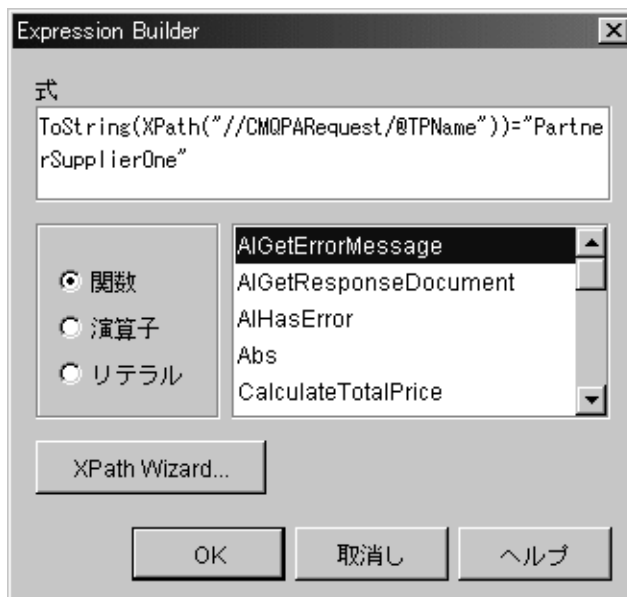 Expression Builder
式
ToString(XPath("//CMQPARequest/@TPName"))="Partne
rSupplierOne"
関数
演算子
リテラル
AIGetErrorMessage
AIGetResponseDocument
AIHasError
Abs
CalculateTotalPrice
XPath Wizard...
OK
取消し
ヘルプ